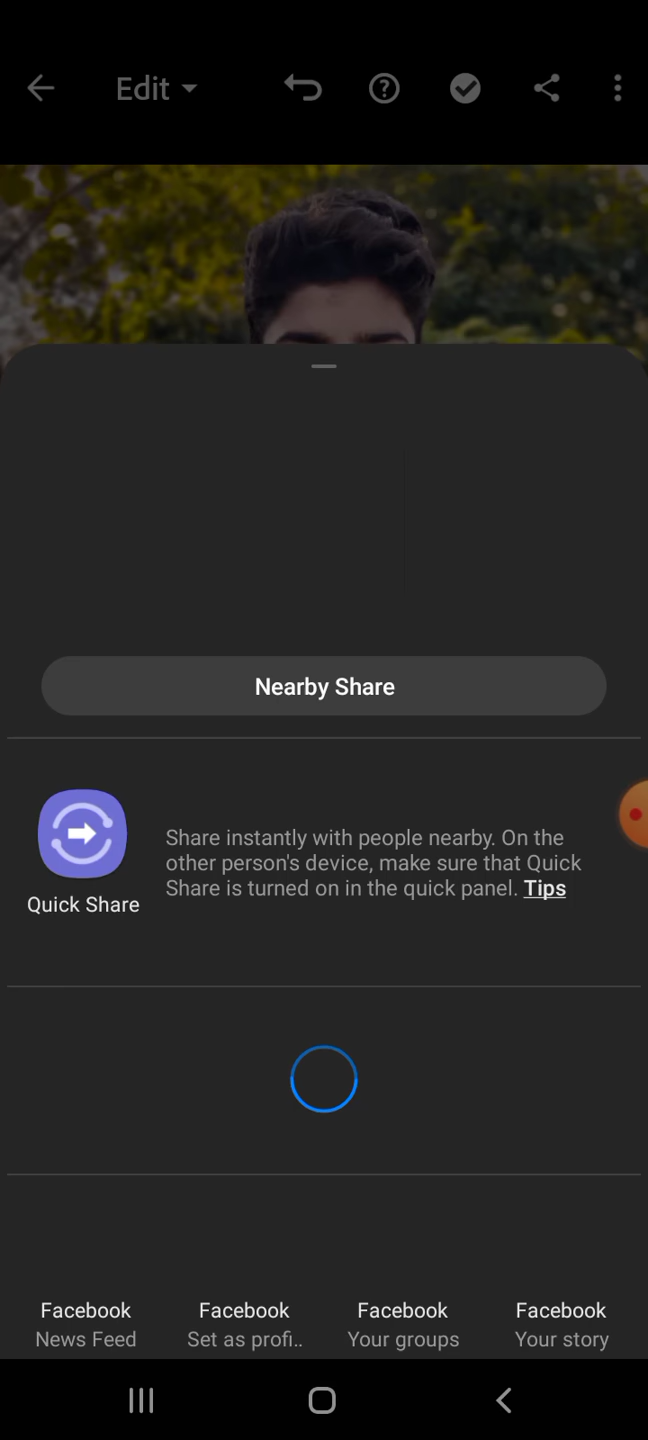 Edit
Nearby Share
Share instantly with people nearby. On the
other person's device, make sure that Quick
Share is turned on in the quick panel. Tips
Quick Share
Facebook
News Feed
Facebook
Set as profi..
Facebook
Your groups
Facebook
Your story